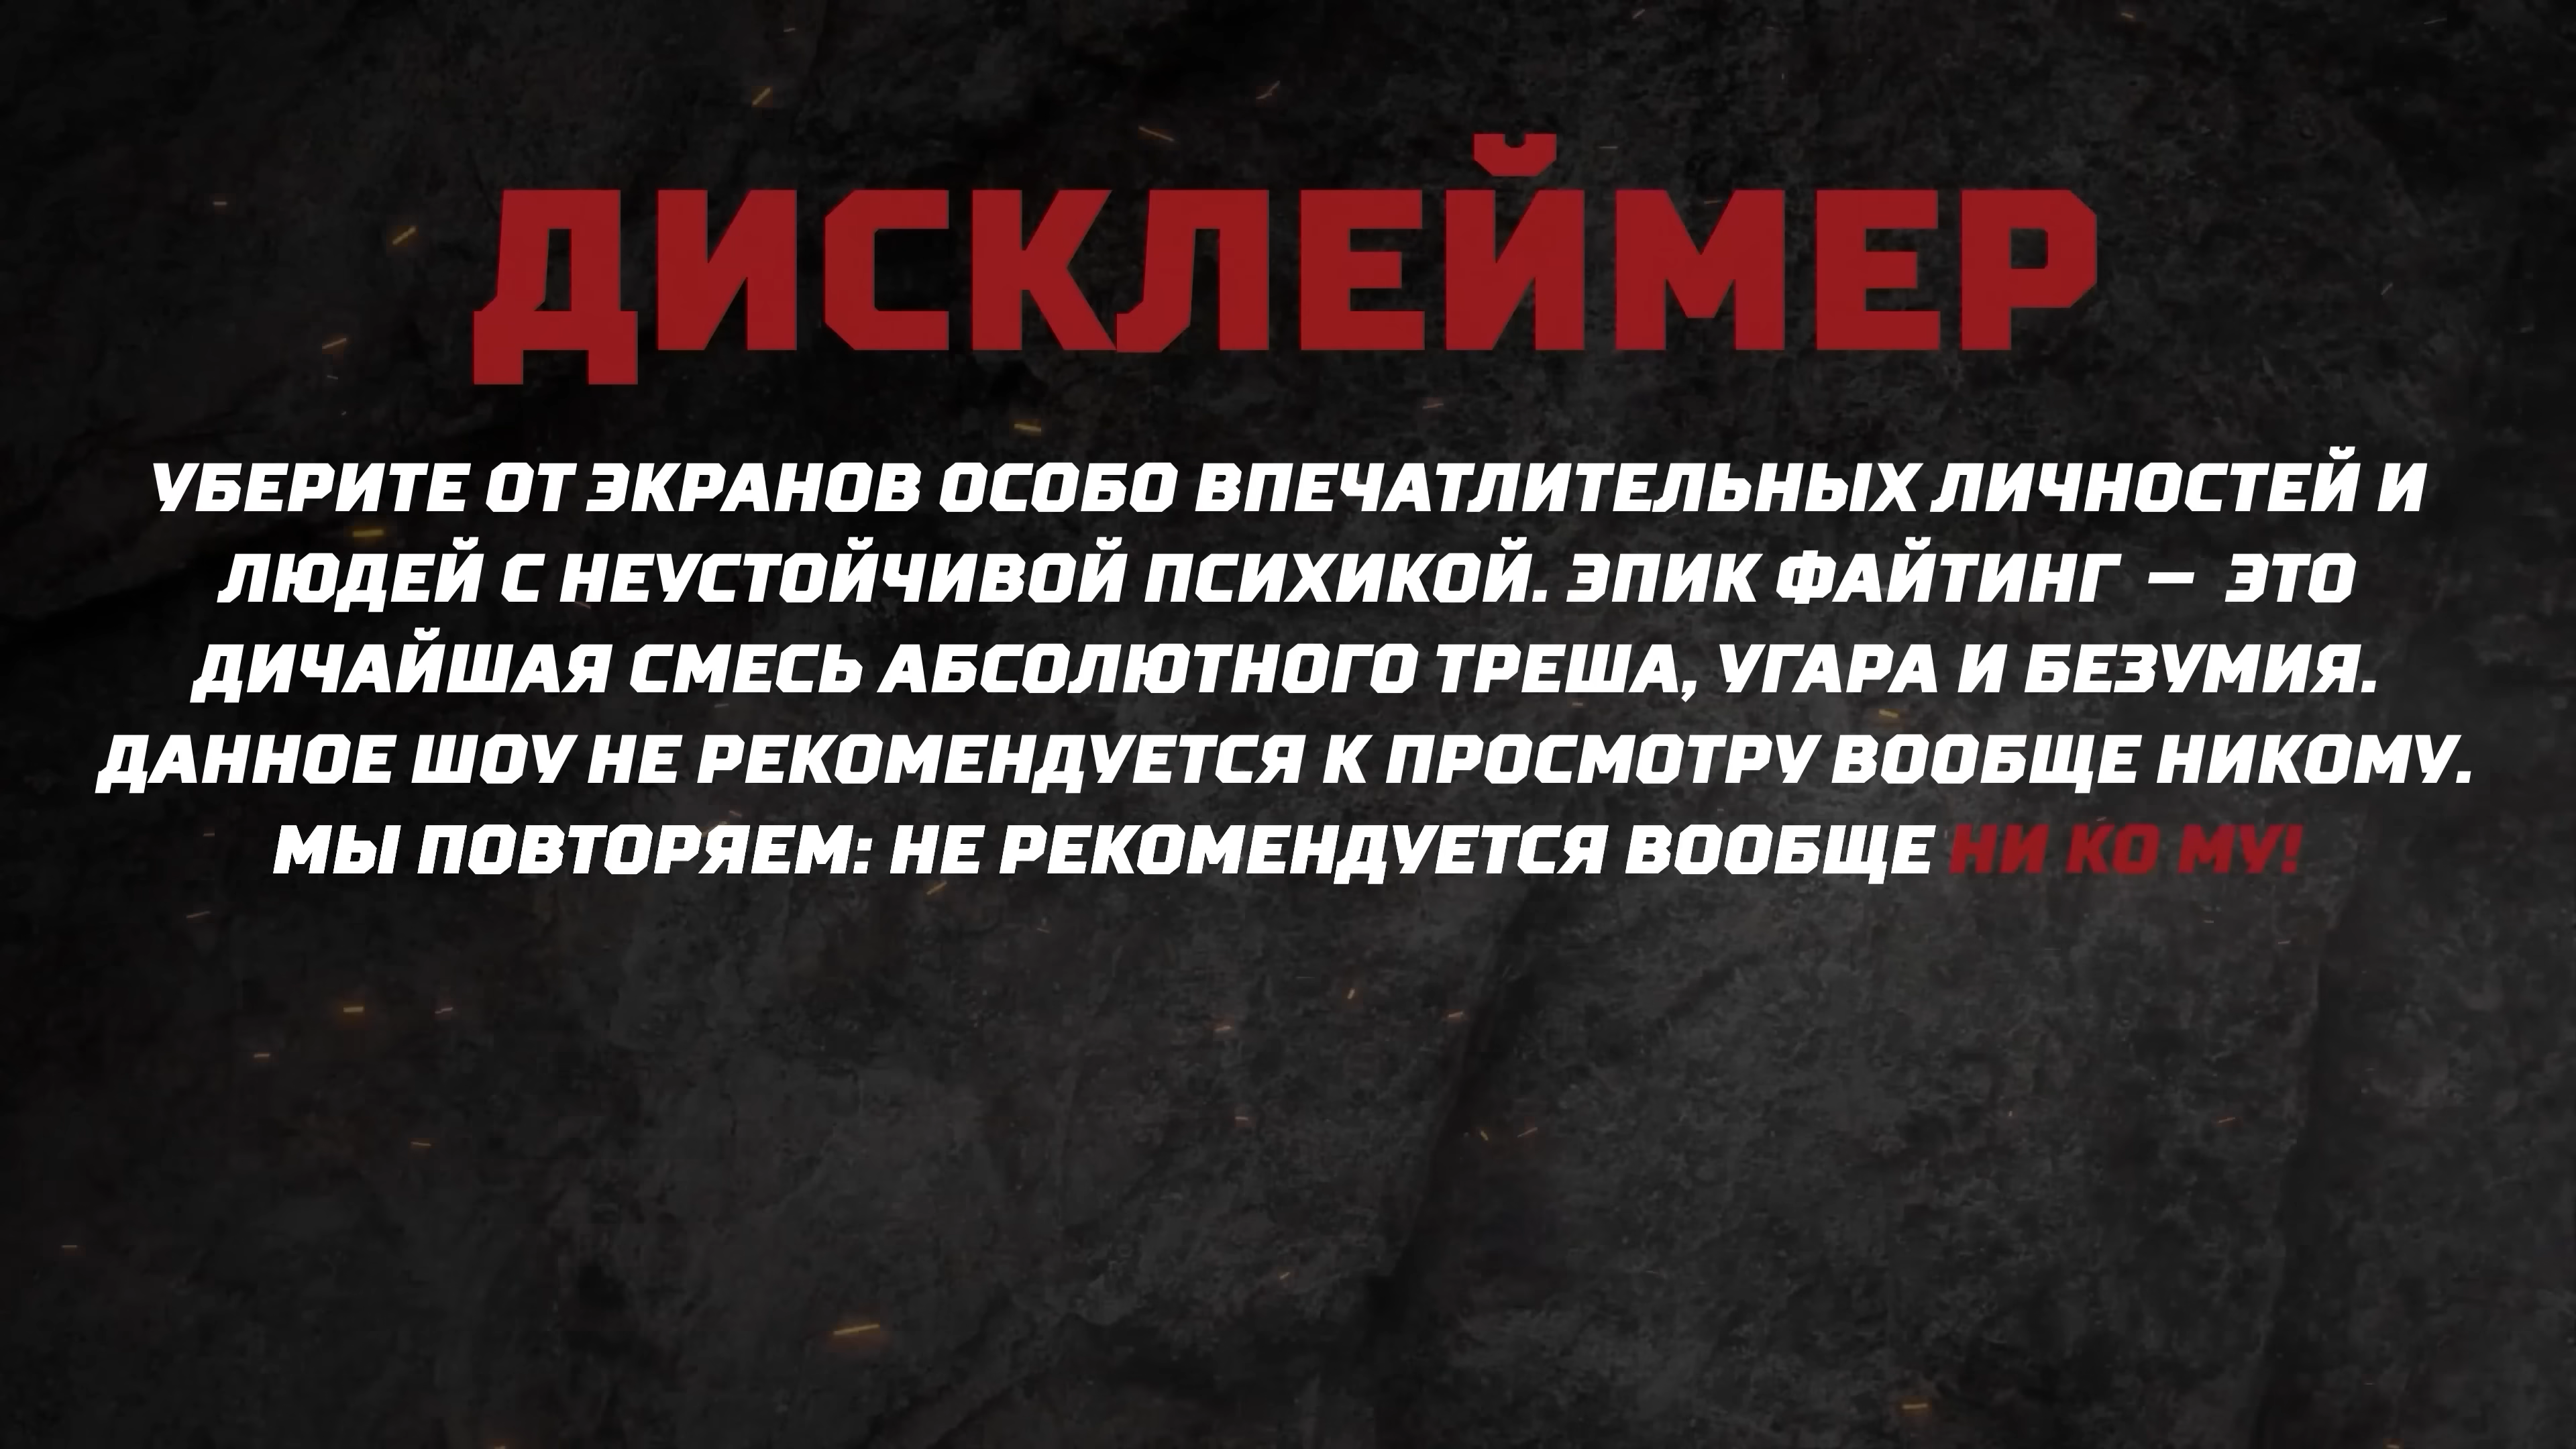 ДИСКЛЕЙМЕР
УБЕРИТЕ ОТ ЭКРАНОВ ОСОБО ВПЕЧАТЛИТЕЛЬНЫХ ЛИЧНОСТЕЙ И
ЛЮДЕЙ С НЕУСТОЙЧИВОЙ ПСИХИКОЙ. ЭПИК ФАЙТИНГ – ЭТО
ДИЧАЙШАЯ СМЕСЬ АБСОЛЮТНОГО ТРЕША, УГАРА И БЕЗУМИЯ.
ДАННОЕ ШОУ НЕ РЕКОМЕНДУЕТСЯ К ПРОСМОТРУ ВООБЩЕ НИКОМУ.
МЫ ПОВТОРЯЕМ: НЕ РЕКОМЕНДУЕТСЯ ВООБЩЕ НИ КО МУ!